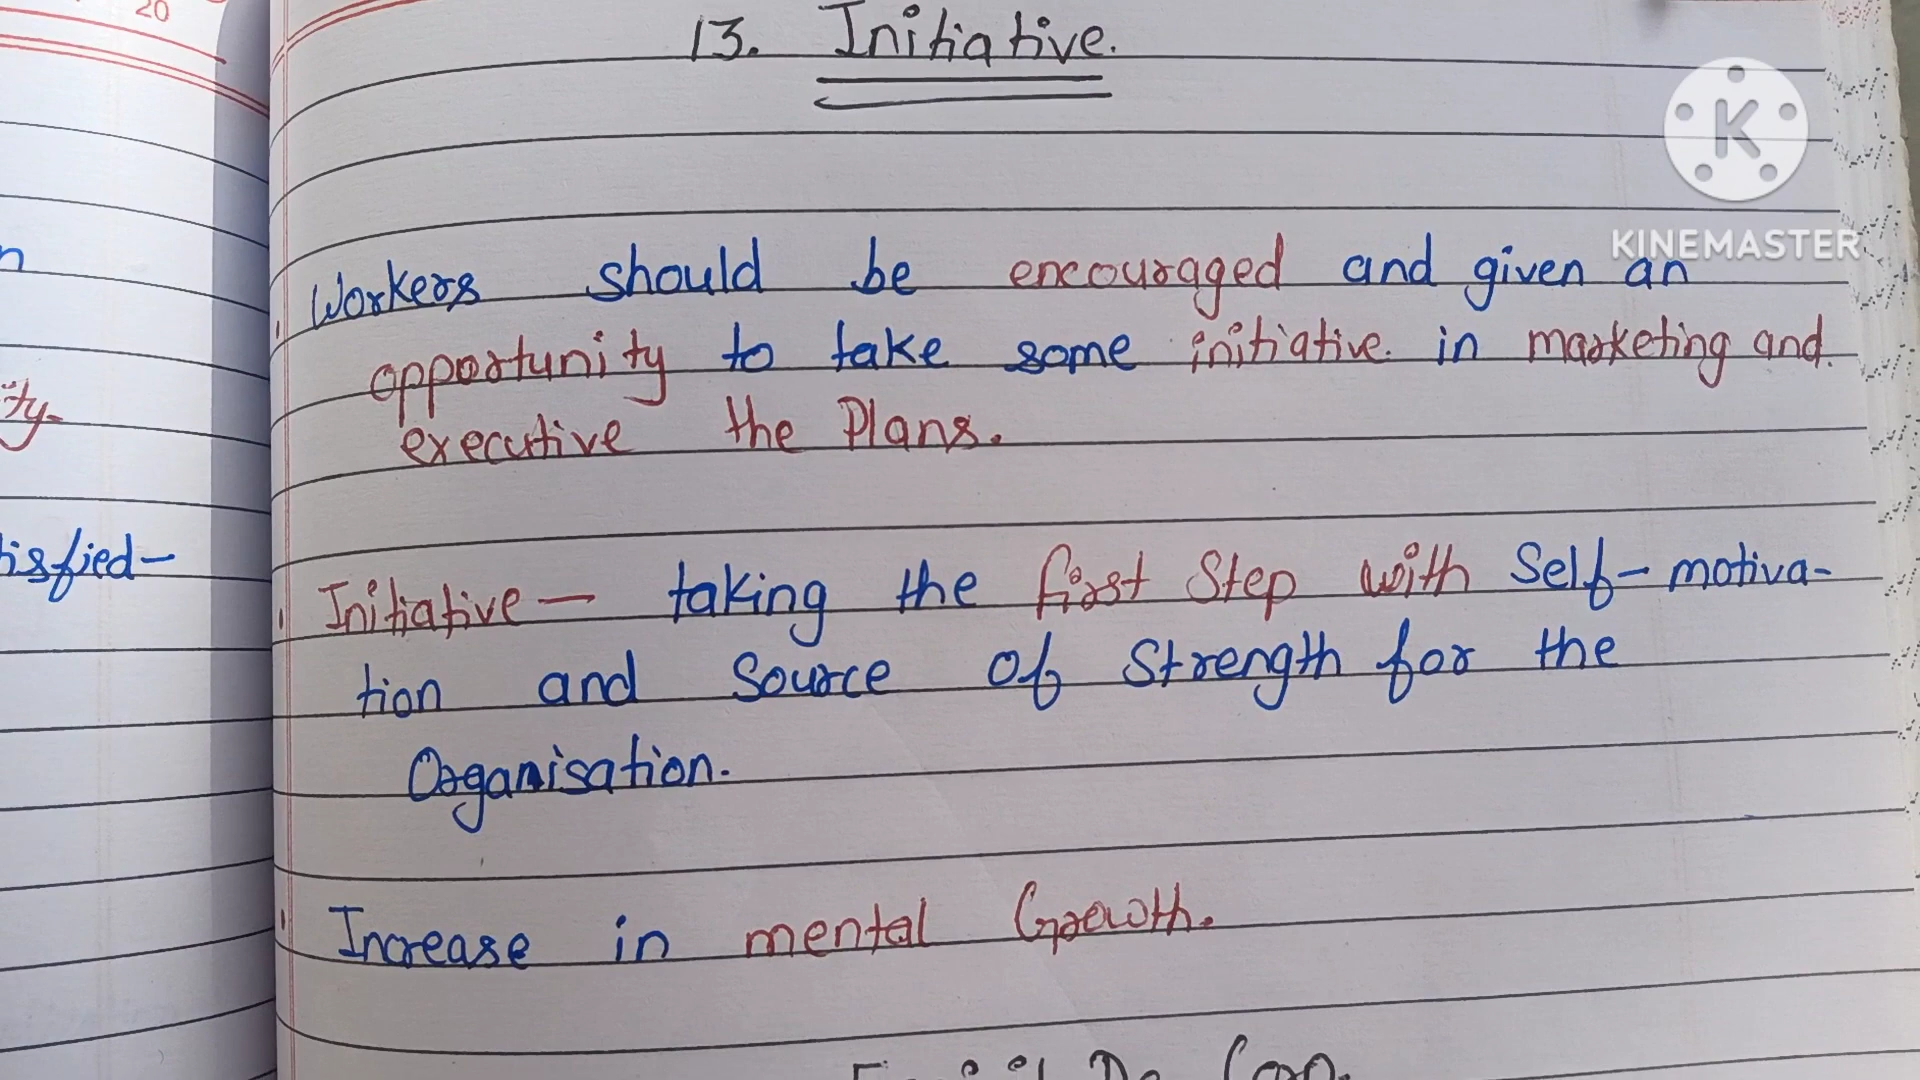 20
13. Initiative.
KINEMASTER
Workers should be encouraged and given an
opportunity to take some initiative in marketing and
executive the Plans.
Initiative — taking the first Step with Self-motiva-
tion and Source Of Strength for the
Organisation.
Increase in mental Growth.